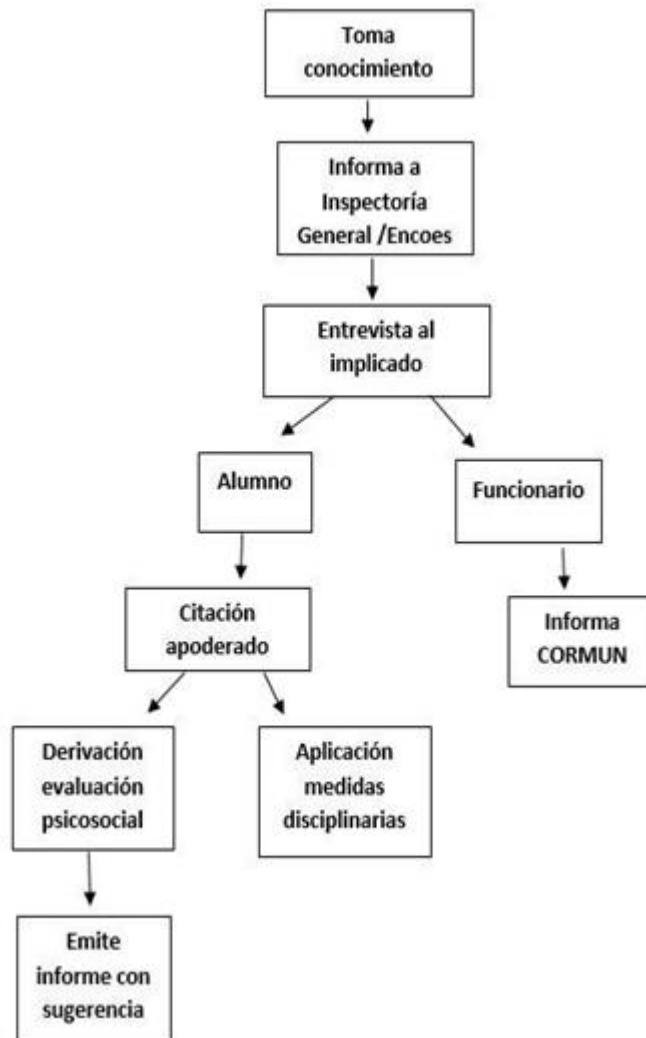 Toma
conocimiento
Informa a
Inspectoría
General /Encoes
Entrevista al
implicado
Alumno
Funcionario
Citación
apoderado
Informa
CORMUN
Derivación
evaluación
psicosocial
Aplicación
medidas
disciplinarias
Emite
informe con
sugerencia